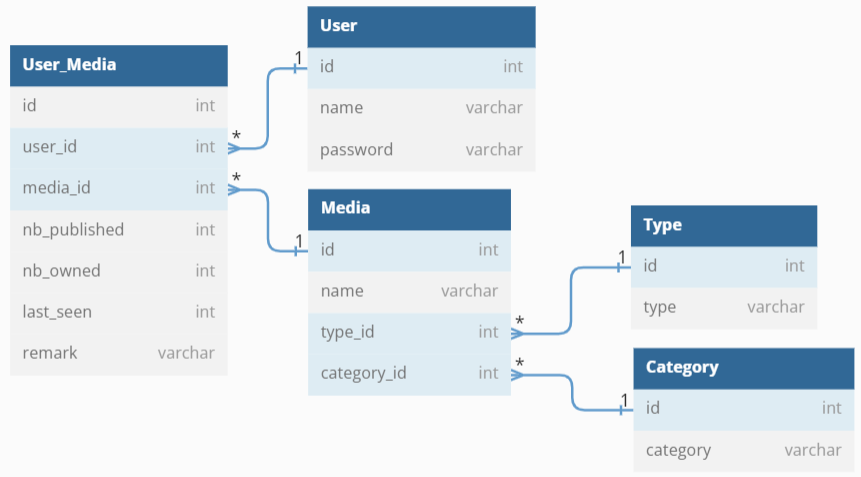 User_Media
id int
user_id int *
media_id int *
nb_published int
nb_owned int
last_seen int
remark varchar
User
1 id int
name varchar
password varchar
Media
1 id int
name varchar
type_id int *
category_id int *
Type
1 id int
type varchar
Category
1 id int
category varchar